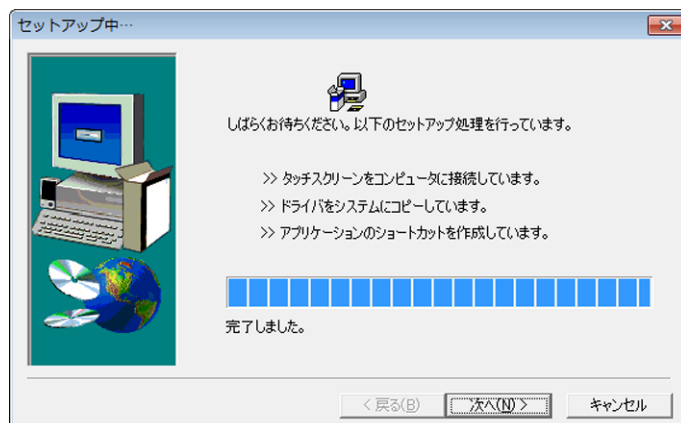 セットアップ中…
しばらくお待ちください。以下のセットアップ処理を行っています。
>> タッチスクリーンをコンピュータに接続しています。
>> ドライバをシステムにコピーしています。
>> アプリケーションのショートカットを作成しています。
完了しました。
< 戻る(B)
次へ(N) >
キャンセル